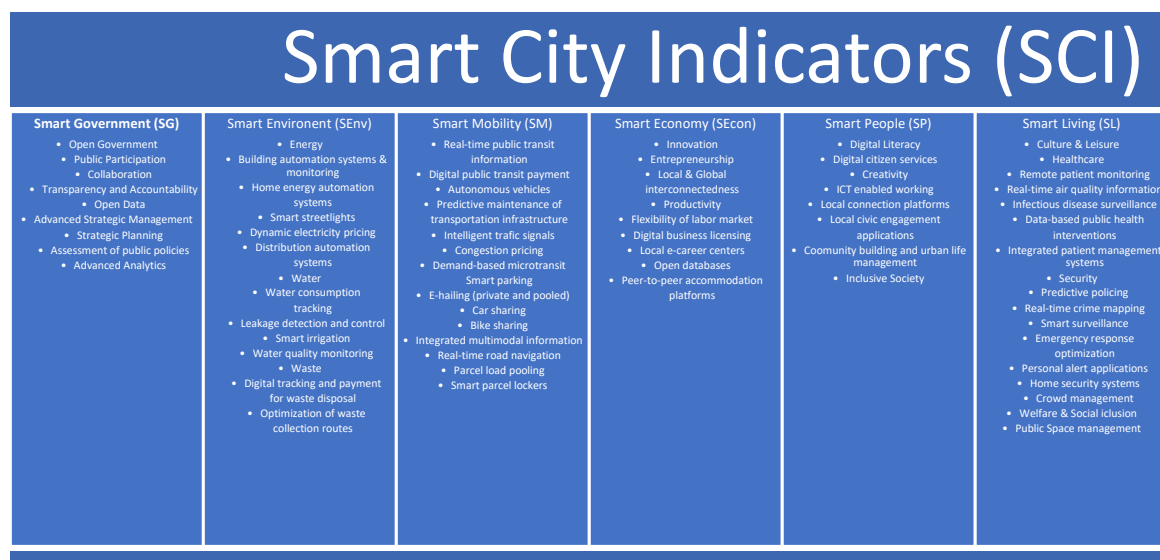 Smart City Indicators (SCI)
Smart Government (SG)
• Open Government
• Public Participation
• Collaboration
• Transparency and Accountability
• Open Data
• Advanced Strategic Management
• Strategic Planning
• Assessment of public policies
• Advanced Analytics
Smart Environent (SEnv)
• Energy
• Building automation systems &
monitoring
• Home energy automation
systems
• Smart streetlights
• Dynamic electricity pricing
• Distribution automation
systems
• Water
• Water consumption
tracking
• Leakage detection and control
• Smart irrigation
• Water quality monitoring
• Waste
• Digital tracking and payment
for waste disposal
• Optimization of waste
collection routes
Smart Mobility (SM)
• Real-time public transit
information
• Digital public transit payment
• Autonomous vehicles
• Predictive maintenance of
transportation infrastructure
• Intelligent trafic signals
• Congestion pricing
• Demand-based microtransit
Smart parking
• E-hailing (private and pooled)
• Car sharing
• Bike sharing
• Integrated multimodal information
• Real-time road navigation
• Parcel load pooling
• Smart parcel lockers
Smart Economy (SEcon)
• Innovation
• Entrepreneurship
• Local & Global
interconnectedness
• Productivity
• Flexibility of labor market
• Digital business licensing
• Local e-career centers
• Open databases
• Peer-to-peer accommodation
platforms
Smart People (SP)
• Digital Literacy
• Digital citizen services
• Creativity
• ICT enabled working
• Local connection platforms
• Local civic engagement
applications
• Coomunity building and urban life
management
• Inclusive Society
Smart Living (SL)
• Culture & Leisure
• Healthcare
• Remote patient monitoring
• Real-time air quality information
• Infectious disease surveillance
• Data-based public health
interventions
• Integrated patient management
systems
• Security
• Predictive policing
• Real-time crime mapping
• Smart surveillance
• Emergency response
optimization
• Personal alert applications
• Home security systems
• Crowd management
• Welfare & Social iclusion
• Public Space management